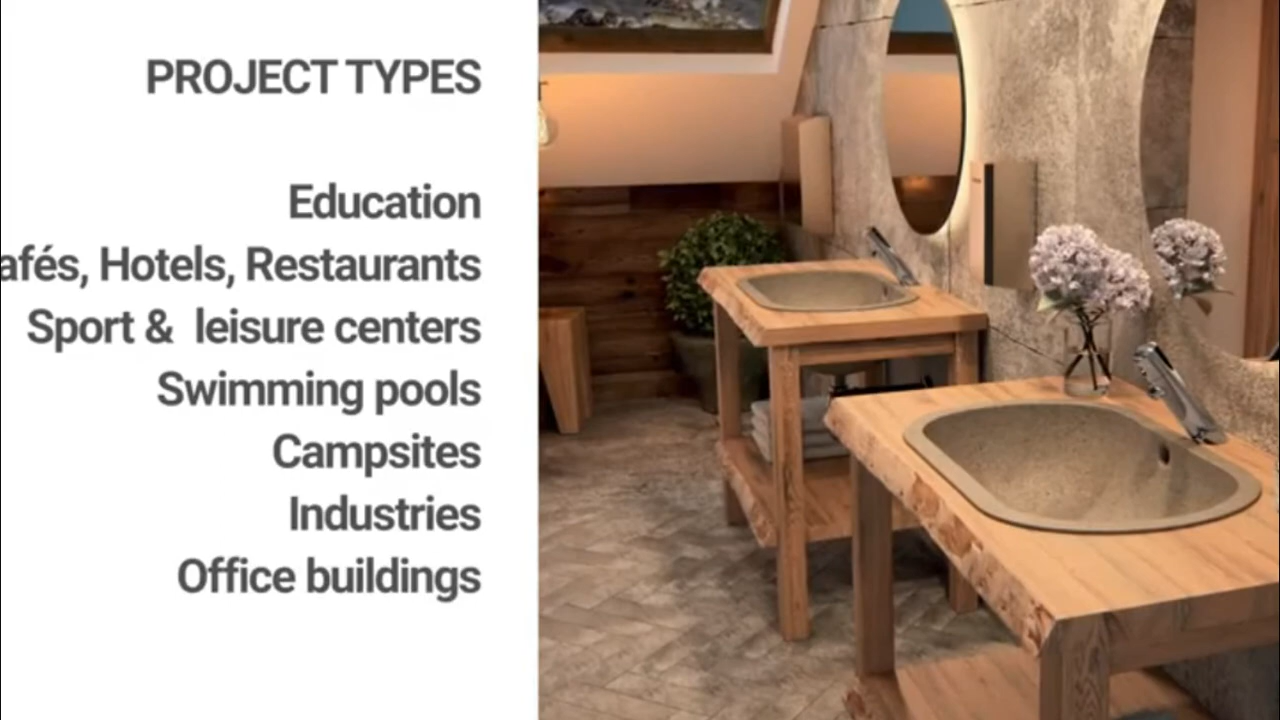 PROJECT TYPES
Education
afés, Hotels, Restaurants
Sport & leisure centers
Swimming pools
Campsites
Industries
Office buildings